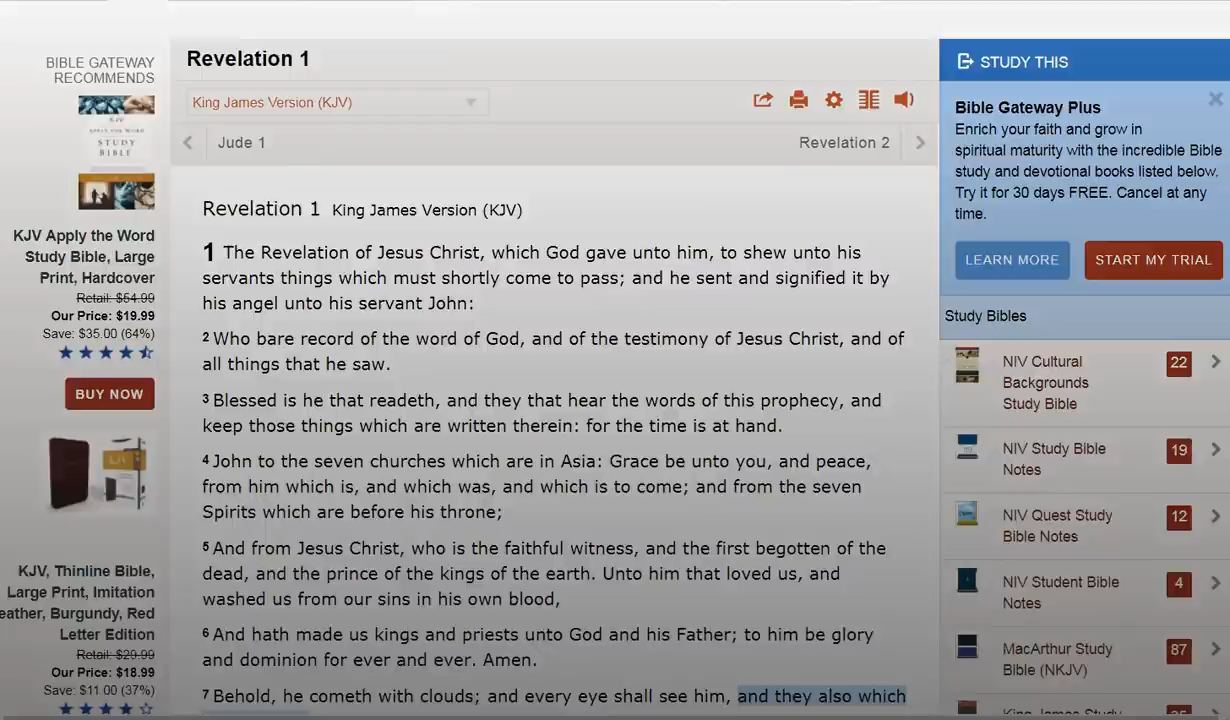 BIBLE GATEWAY
RECOMMENDS
KJV
STUDY
BIBLE
KJV Apply the Word
Study Bible, Large
Print, Hardcover
Retail: $54.99
Our Price: $19.99
Save: $35.00 (64%)
BUY NOW
KJV, Thinline Bible,
Large Print, Imitation
eather, Burgundy, Red
Letter Edition
Retail: $29.99
Our Price: $18.99
Save: $11.00 (37%)
Revelation 1
King James Version (KJV)
Jude 1
Revelation 2
Revelation 1 King James Version (KJV)
1 The Revelation of Jesus Christ, which God gave unto him, to shew unto his
servants things which must shortly come to pass; and he sent and signified it by
his angel unto his servant John:
2 Who bare record of the word of God, and of the testimony of Jesus Christ, and of
all things that he saw.
3 Blessed is he that readeth, and they that hear the words of this prophecy, and
keep those things which are written therein: for the time is at hand.
4 John to the seven churches which are in Asia: Grace be unto you, and peace,
from him which is, and which was, and which is to come; and from the seven
Spirits which are before his throne;
5 And from Jesus Christ, who is the faithful witness, and the first begotten of the
dead, and the prince of the kings of the earth. Unto him that loved us, and
washed us from our sins in his own blood,
6 And hath made us kings and priests unto God and his Father; to him be glory
and dominion for ever and ever. Amen.
7 Behold, he cometh with clouds; and every eye shall see him, and they also which
STUDY THIS
Bible Gateway Plus
Enrich your faith and grow in
spiritual maturity with the incredible Bible
study and devotional books listed below.
Try it for 30 days FREE. Cancel at any
time.
LEARN MORE
START MY TRIAL
Study Bibles
NIV Cultural
Backgrounds
Study Bible
22
NIV Study Bible
Notes
19
NIV Quest Study
Bible Notes
12
NIV Student Bible
Notes
4
MacArthur Study
Bible (NKJV)
87
King James Study